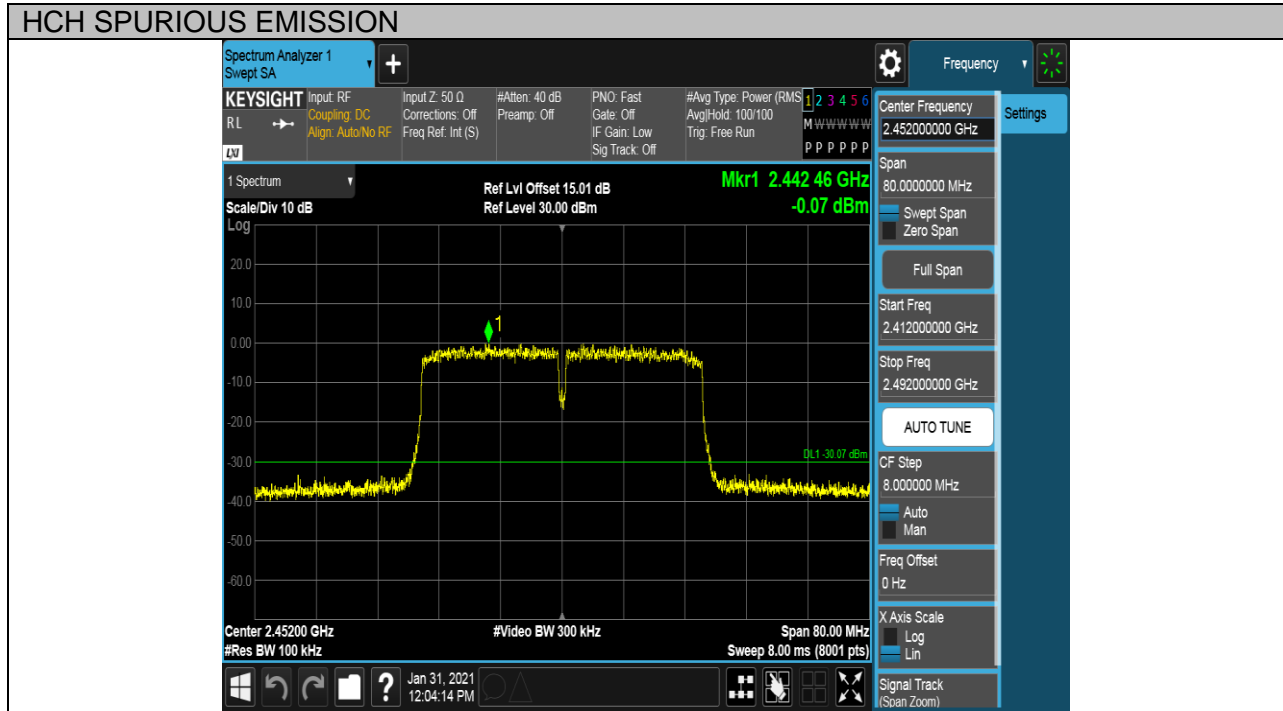 HCH SPURIOUS EMISSION
Spectrum Analyzer 1
Swept SA
+
Frequency
KEYSIGHT
RL
LXI
Input: RF
Coupling: DC
Align: Auto/No RF
Input Z: 50 Ω
Corrections: Off
Freq Ref: Int (S)
#Atten: 40 dB
Preamp: Off
PNO: Fast
Gate: Off
IF Gain: Low
Sig Track: Off
#Avg Type: Power (RMS
Avg|Hold: 100/100
Trig: Free Run
1 2 3 4 5 6
M W W W W W
P P P P P P
1 Spectrum
Scale/Div 10 dB
Log
Ref Lvl Offset 15.01 dB
Ref Level 30.00 dBm
Mkr1 2.442 46 GHz
-0.07 dBm
20.0
10.0
0.00
-10.0
-20.0
-30.0
-40.0
-50.0
-60.0
1
DL1 -30.07 dBm
Center 2.45200 GHz
#Res BW 100 kHz
#Video BW 300 kHz
Span 80.00 MHz
Sweep 8.00 ms (8001 pts)
?
Jan 31, 2021
12:04:14 PM
Center Frequency
2.452000000 GHz
Settings
Span
80.0000000 MHz
Swept Span
Zero Span
Full Span
Start Freq
2.412000000 GHz
Stop Freq
2.492000000 GHz
AUTO TUNE
CF Step
8.000000 MHz
Auto
Man
Freq Offset
0 Hz
X Axis Scale
Log
Lin
Signal Track
(Span Zoom)